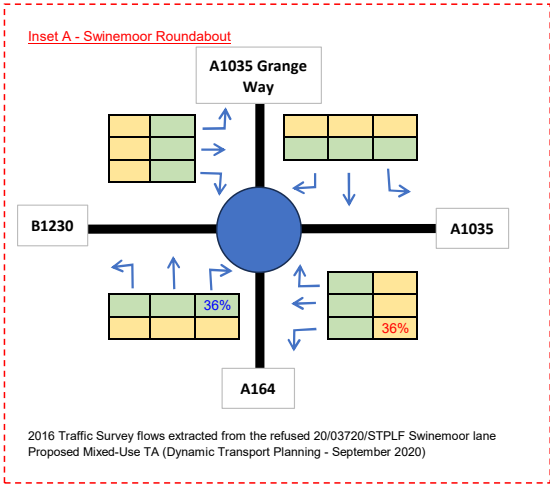 Inset A - Swinemoor Roundabout
A1035 Grange
Way
B1230
A1035
36%
36%
A164
2016 Traffic Survey flows extracted from the refused 20/03720/STPLF Swinemoor lane
Proposed Mixed-Use TA (Dynamic Transport Planning - September 2020)